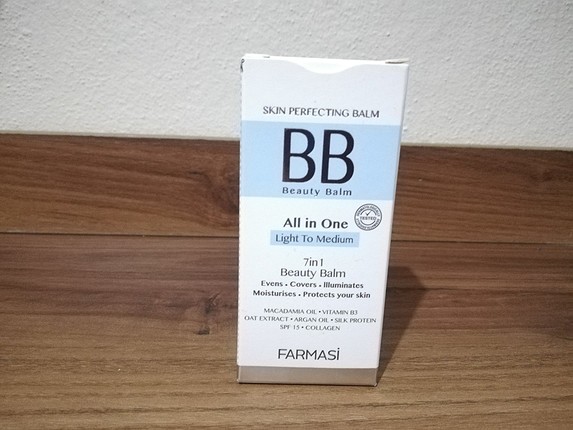 SKIN PERFECTING BALM
BB
Beauty Balm
All in One
TESTED
Light To Medium
7in1
Beauty Balm
Evens • Covers • Illuminates
Moisturises • Protects your skin
MACADAMIA OIL • VITAMIN B3
OAT EXTRACT • ARGAN OIL • SILK PROTEIN
SPF 15 • COLLAGEN
FARMASİ